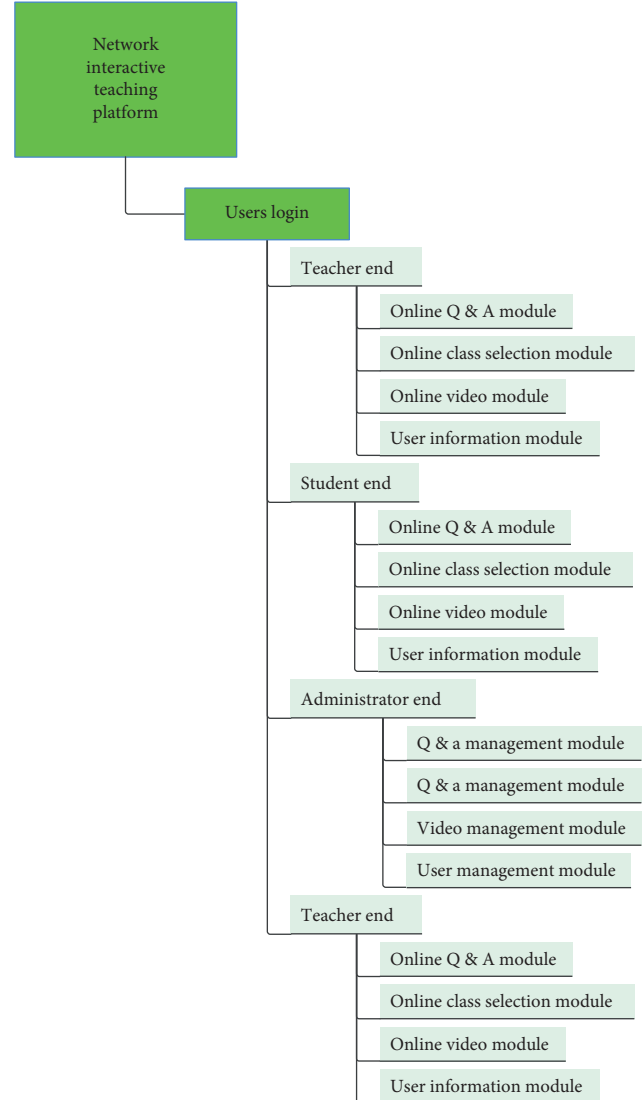 Network
interactive
teaching
platform
Users login
Teacher end
Online Q & A module
Online class selection module
Online video module
User information module
Student end
Online Q & A module
Online class selection module
Online video module
User information module
Administrator end
Q & a management module
Q & a management module
Video management module
User management module
Teacher end
Online Q & A module
Online class selection module
Online video module
User information module